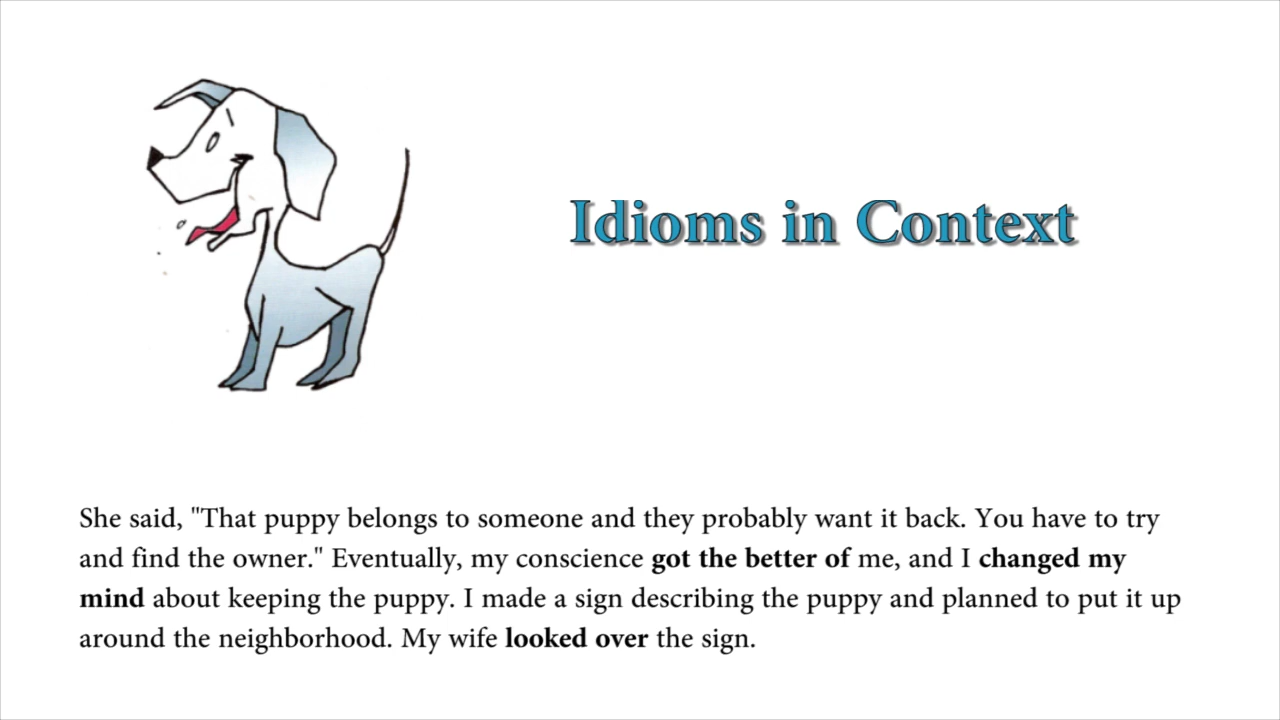 Idioms in Context
She said, "That puppy belongs to someone and they probably want it back. You have to try
and find the owner." Eventually, my conscience got the better of me, and I changed my
mind about keeping the puppy. I made a sign describing the puppy and planned to put it up
around the neighborhood. My wife looked over the sign.